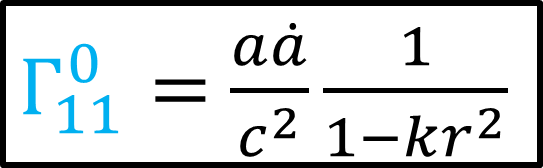 Γ⁰₁₁ = aȧ/c² 1/(1−kr²)